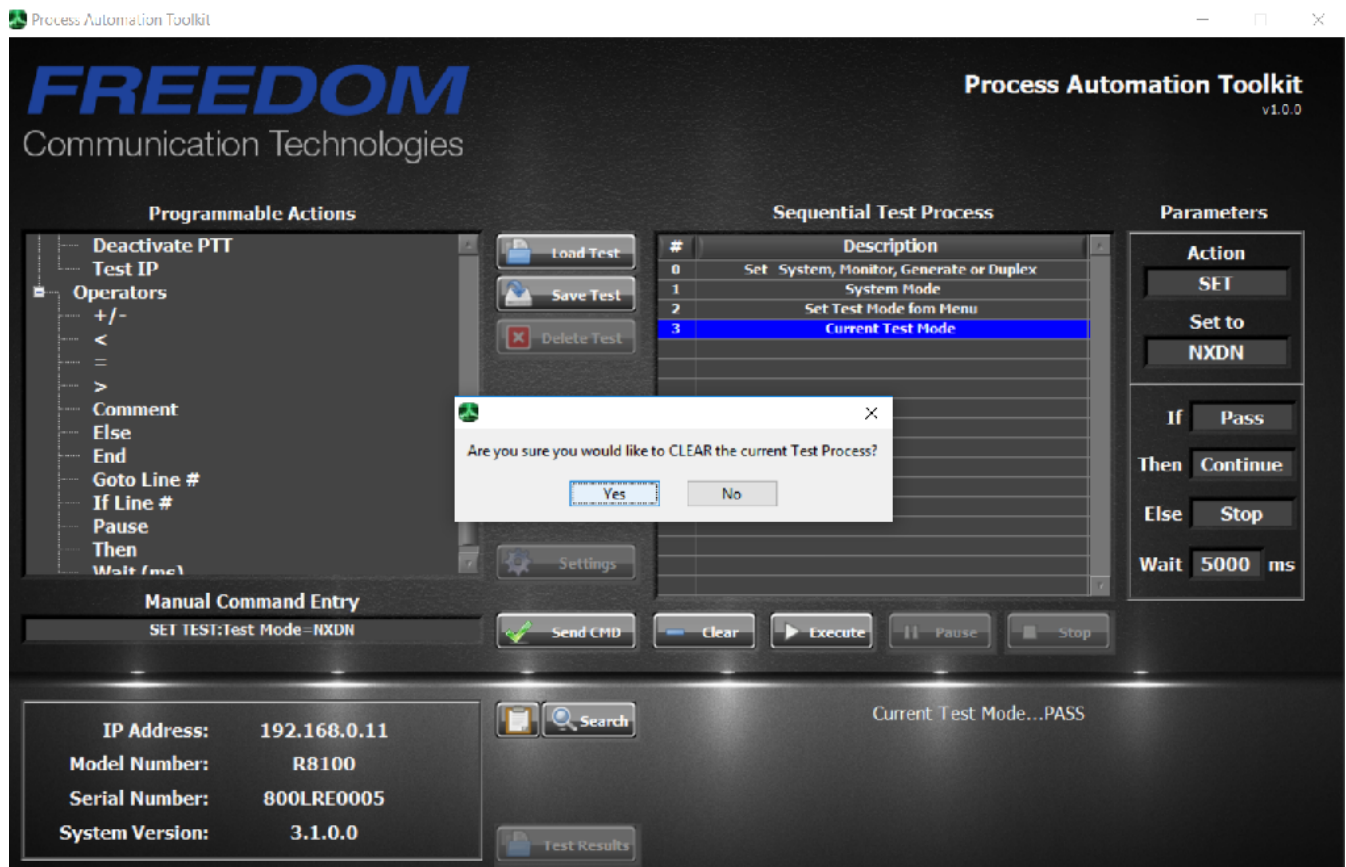 Process Automation Toolkit
FREEDOM
Communication Technologies
Process Automation Toolkit
v1.0.0
Programmable Actions
Deactivate PTT
Test IP
Operators
+/-
<
=
>
Comment
Else
End
Goto Line #
If Line #
Pause
Then
Wait (ms)
Manual Command Entry
SET TEST:Test Mode=NXDN
Load Test
Save Test
Delete Test
Settings
Send CMD
Sequential Test Process
# Description
0 Set System, Monitor, Generate or Duplex
1 System Mode
2 Set Test Mode fom Menu
3 Current Test Mode
Are you sure you would like to CLEAR the current Test Process?
Yes No
Clear Execute Pause Stop
Parameters
Action
SET
Set to
NXDN
If Pass
Then Continue
Else Stop
Wait 5000 ms
IP Address: 192.168.0.11
Model Number: R8100
Serial Number: 800LRE0005
System Version: 3.1.0.0
Search
Test Results
Current Test Mode...PASS